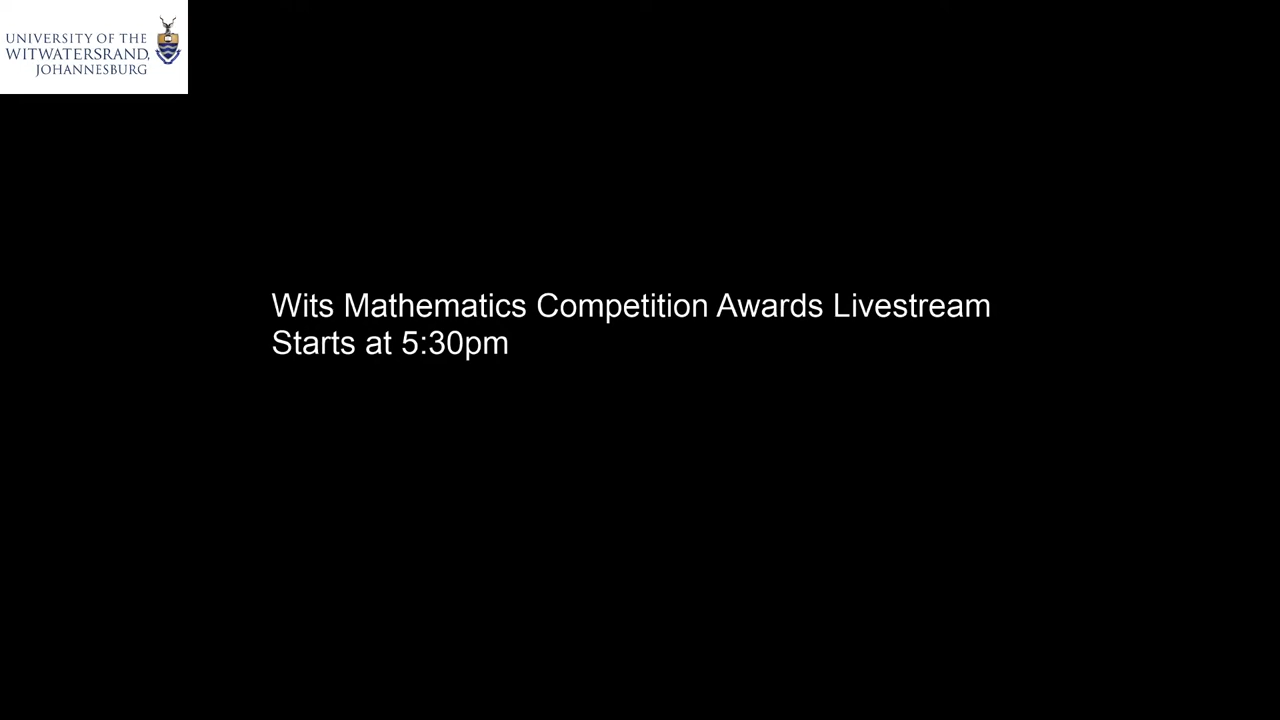 UNIVERSITY OF THE
WITWATERSRAND,
JOHANNESBURG
Wits Mathematics Competition Awards Livestream
Starts at 5:30pm